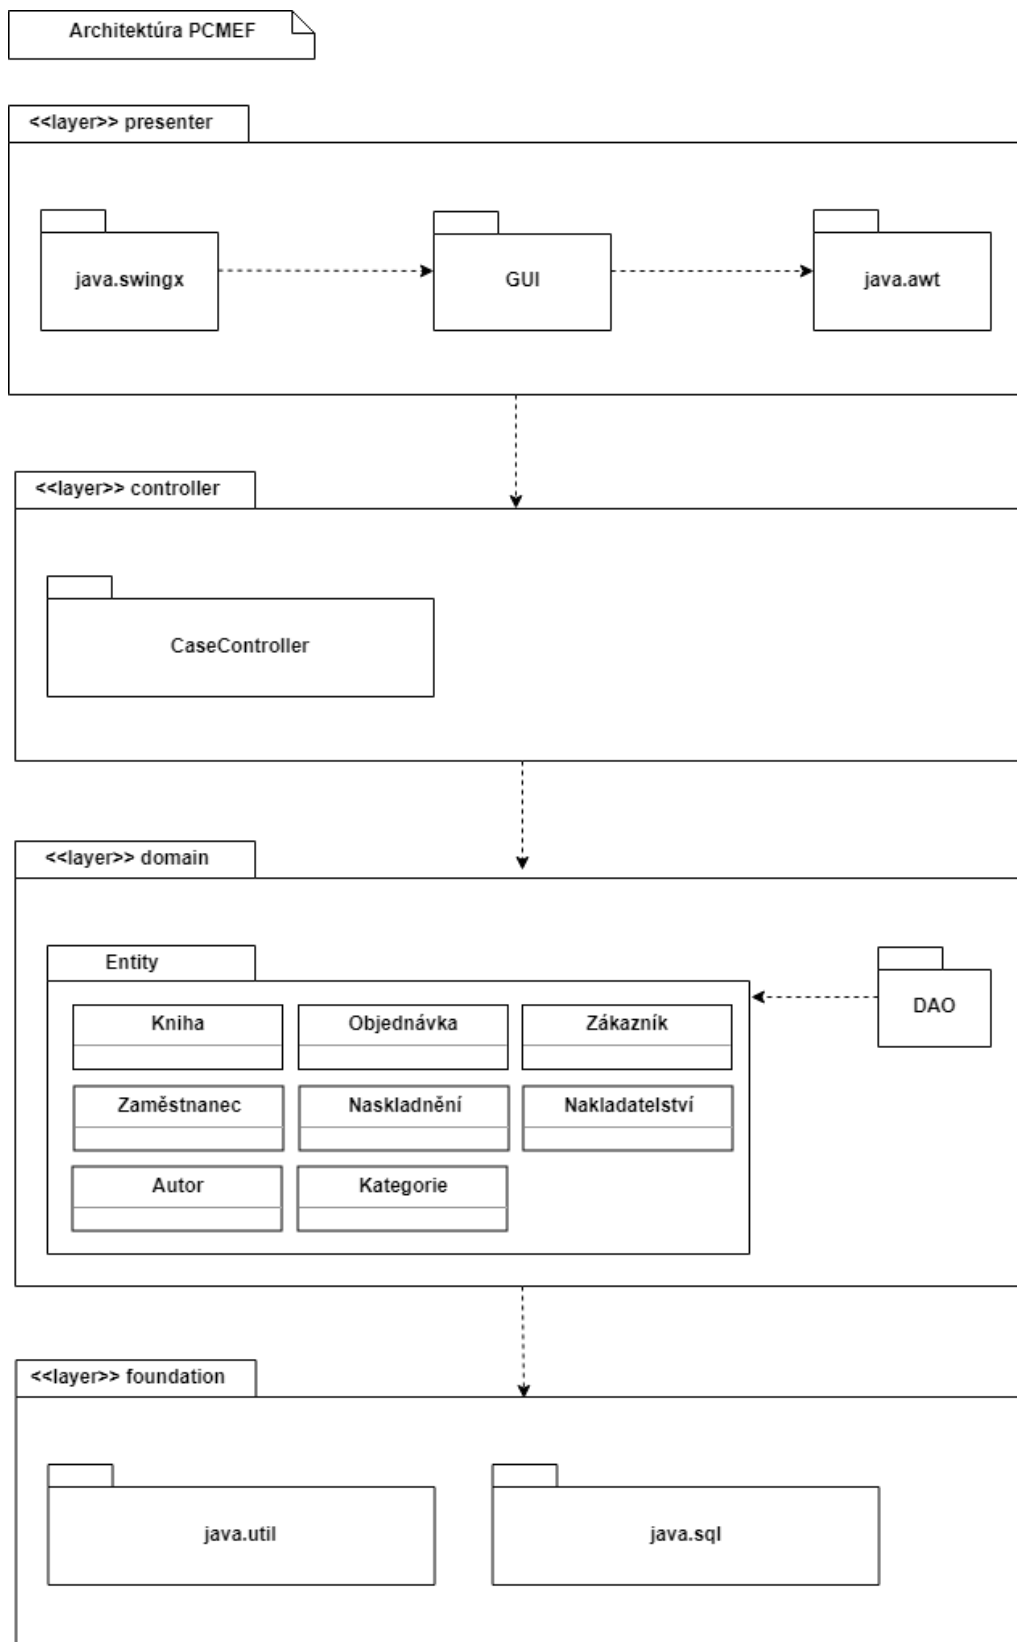 Architektúra PCMEF
<<layer>> presenter
java.swingx
GUI
java.awt
<<layer>> controller
CaseController
<<layer>> domain
Entity
DAO
Kniha
Objednávka
Zákazník
Zaměstnanec
Naskladnění
Nakladatelství
Autor
Kategorie
<<layer>> foundation
java.util
java.sql